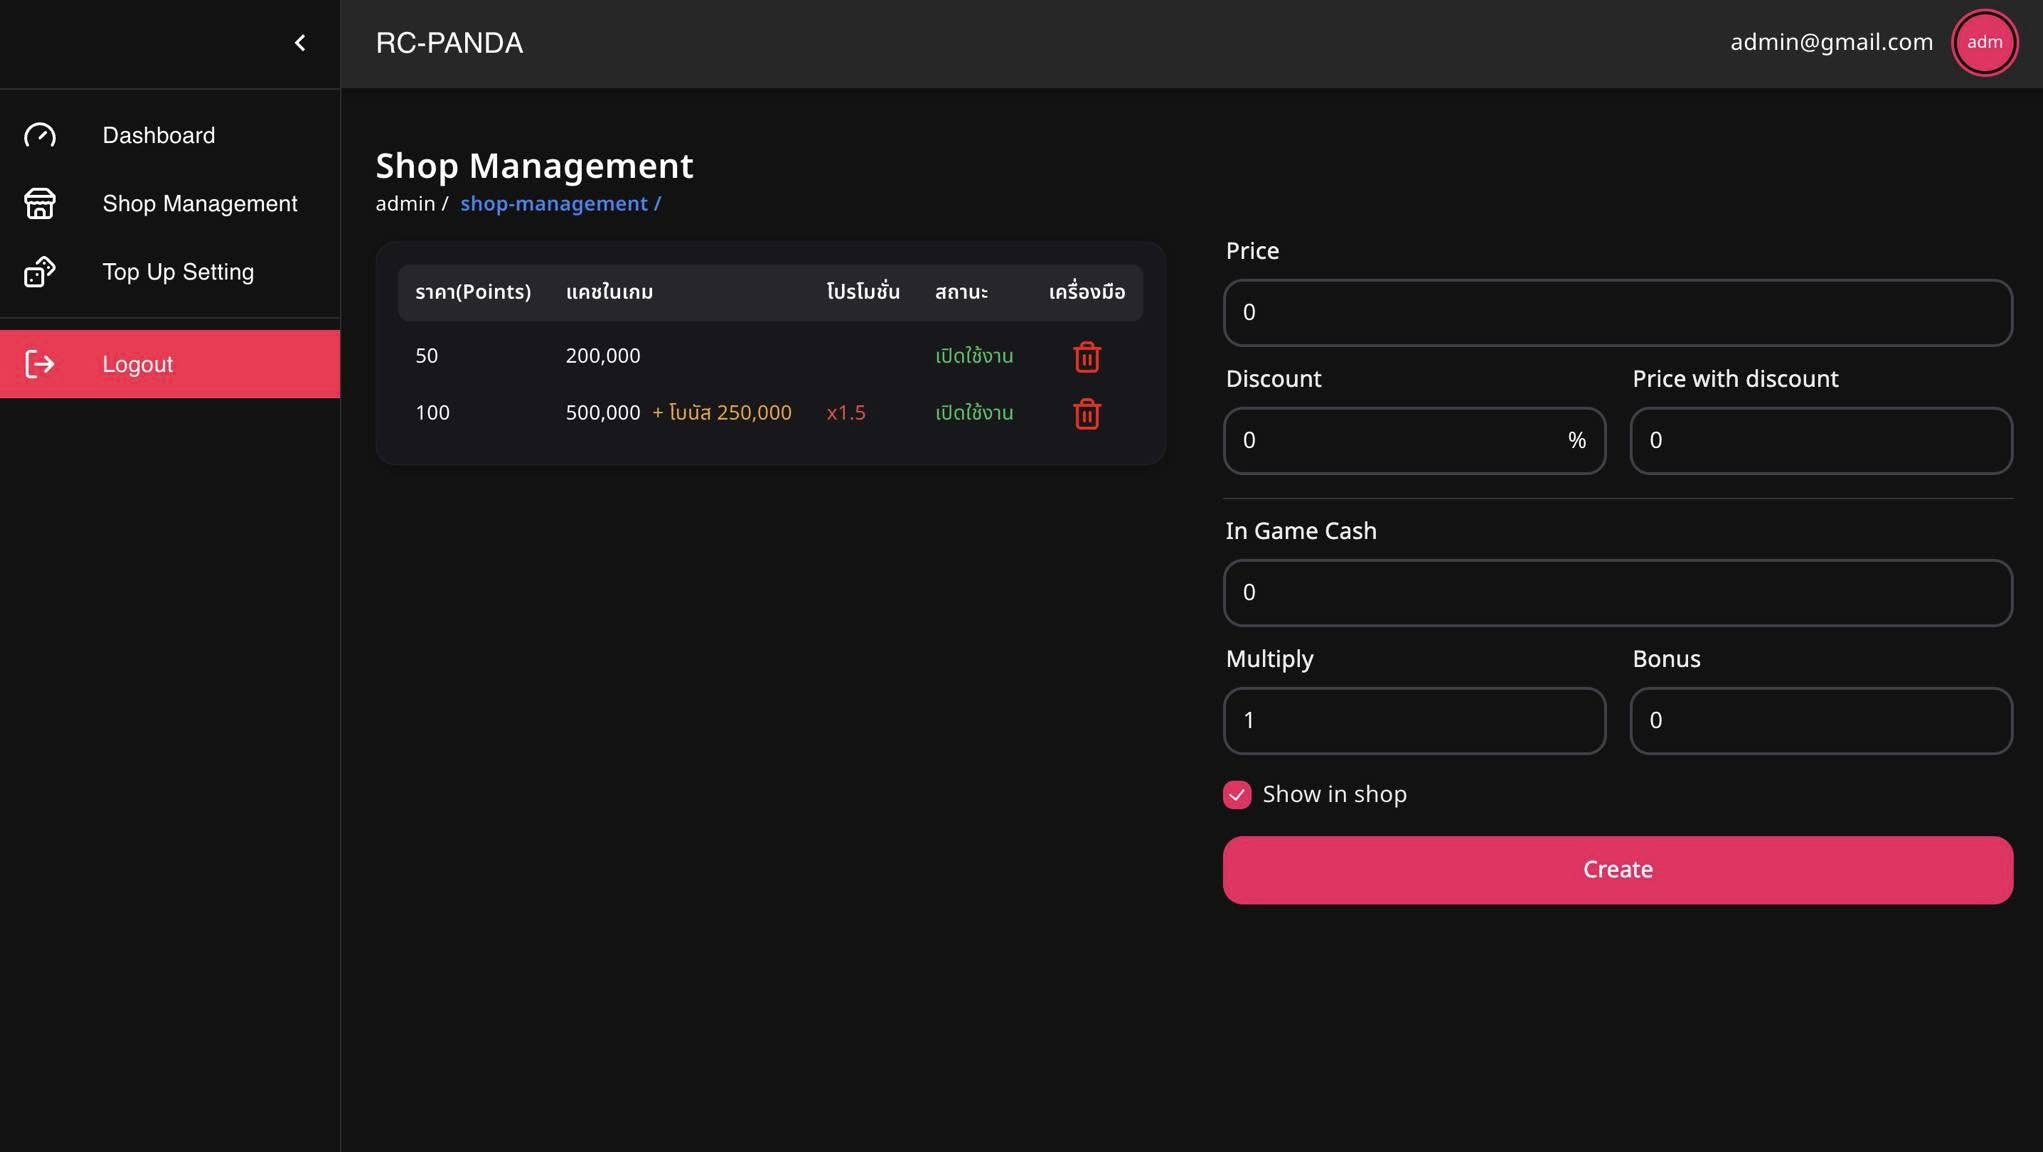 RC-PANDA
admin@gmail.com
adm
Dashboard
Shop Management
Top Up Setting
Logout
Shop Management
admin / shop-management /
ราคา(Points) แคชในเกม โปรโมชั่น สถานะ เครื่องมือ
50 200,000 เปิดใช้งาน
100 500,000 + โบนัส 250,000 x1.5 เปิดใช้งาน
Price
0
Discount Price with discount
0 % 0
In Game Cash
0
Multiply Bonus
1 0
Show in shop
Create